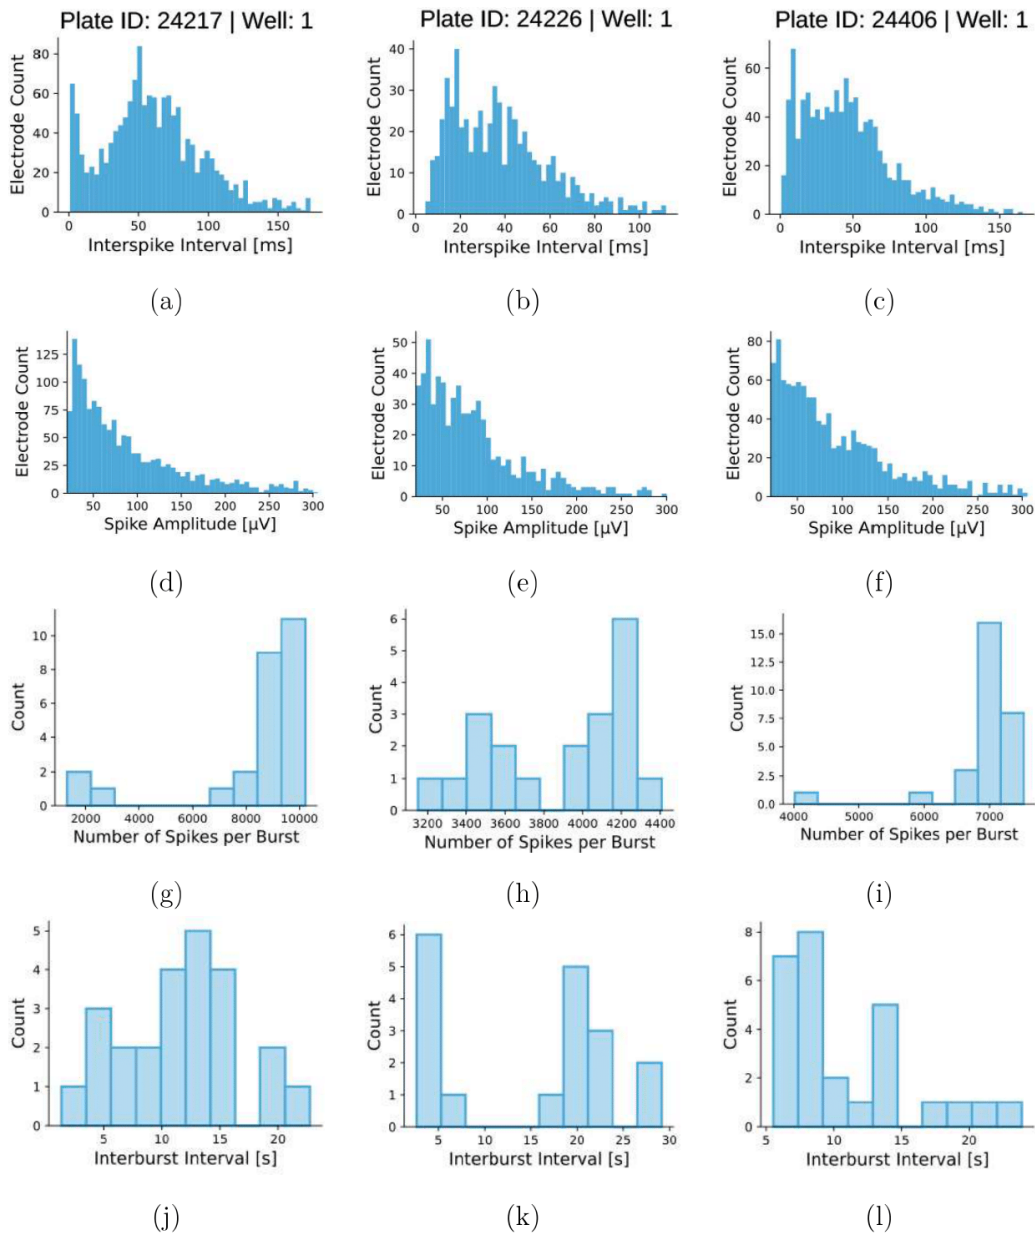 Plate ID: 24217 | Well: 1
Plate ID: 24226 | Well: 1
Plate ID: 24406 | Well: 1
Electrode Count
80
60
40
20
0
0 50 100 150
Interspike Interval [ms]
(a)
Electrode Count
40
30
20
10
0
0 20 40 60 80 100
Interspike Interval [ms]
(b)
Electrode Count
60
40
20
0
0 50 100 150
Interspike Interval [ms]
(c)
Electrode Count
125
100
75
50
25
0
50 100 150 200 250 300
Spike Amplitude [µV]
(d)
Electrode Count
50
40
30
20
10
0
50 100 150 200 250 300
Spike Amplitude [µV]
(e)
Electrode Count
80
60
40
20
0
50 100 150 200 250 300
Spike Amplitude [µV]
(f)
Count
10
8
6
4
2
0
2000 4000 6000 8000 10000
Number of Spikes per Burst
(g)
Count
6
5
4
3
2
1
0
3200 3400 3600 3800 4000 4200 4400
Number of Spikes per Burst
(h)
Count
15.0
12.5
10.0
7.5
5.0
2.5
0.0
4000 5000 6000 7000
Number of Spikes per Burst
(i)
Count
5
4
3
2
1
0
5 10 15 20
Interburst Interval [s]
(j)
Count
6
5
4
3
2
1
0
5 10 15 20 25 30
Interburst Interval [s]
(k)
Count
8
6
4
2
0
5 10 15 20
Interburst Interval [s]
(l)